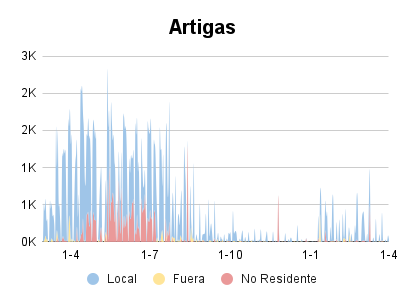 Artigas
3K
2K
2K
1K
1K
0K
1-4
1-7
1-10
1-1
1-4
Local
Fuera
No Residente